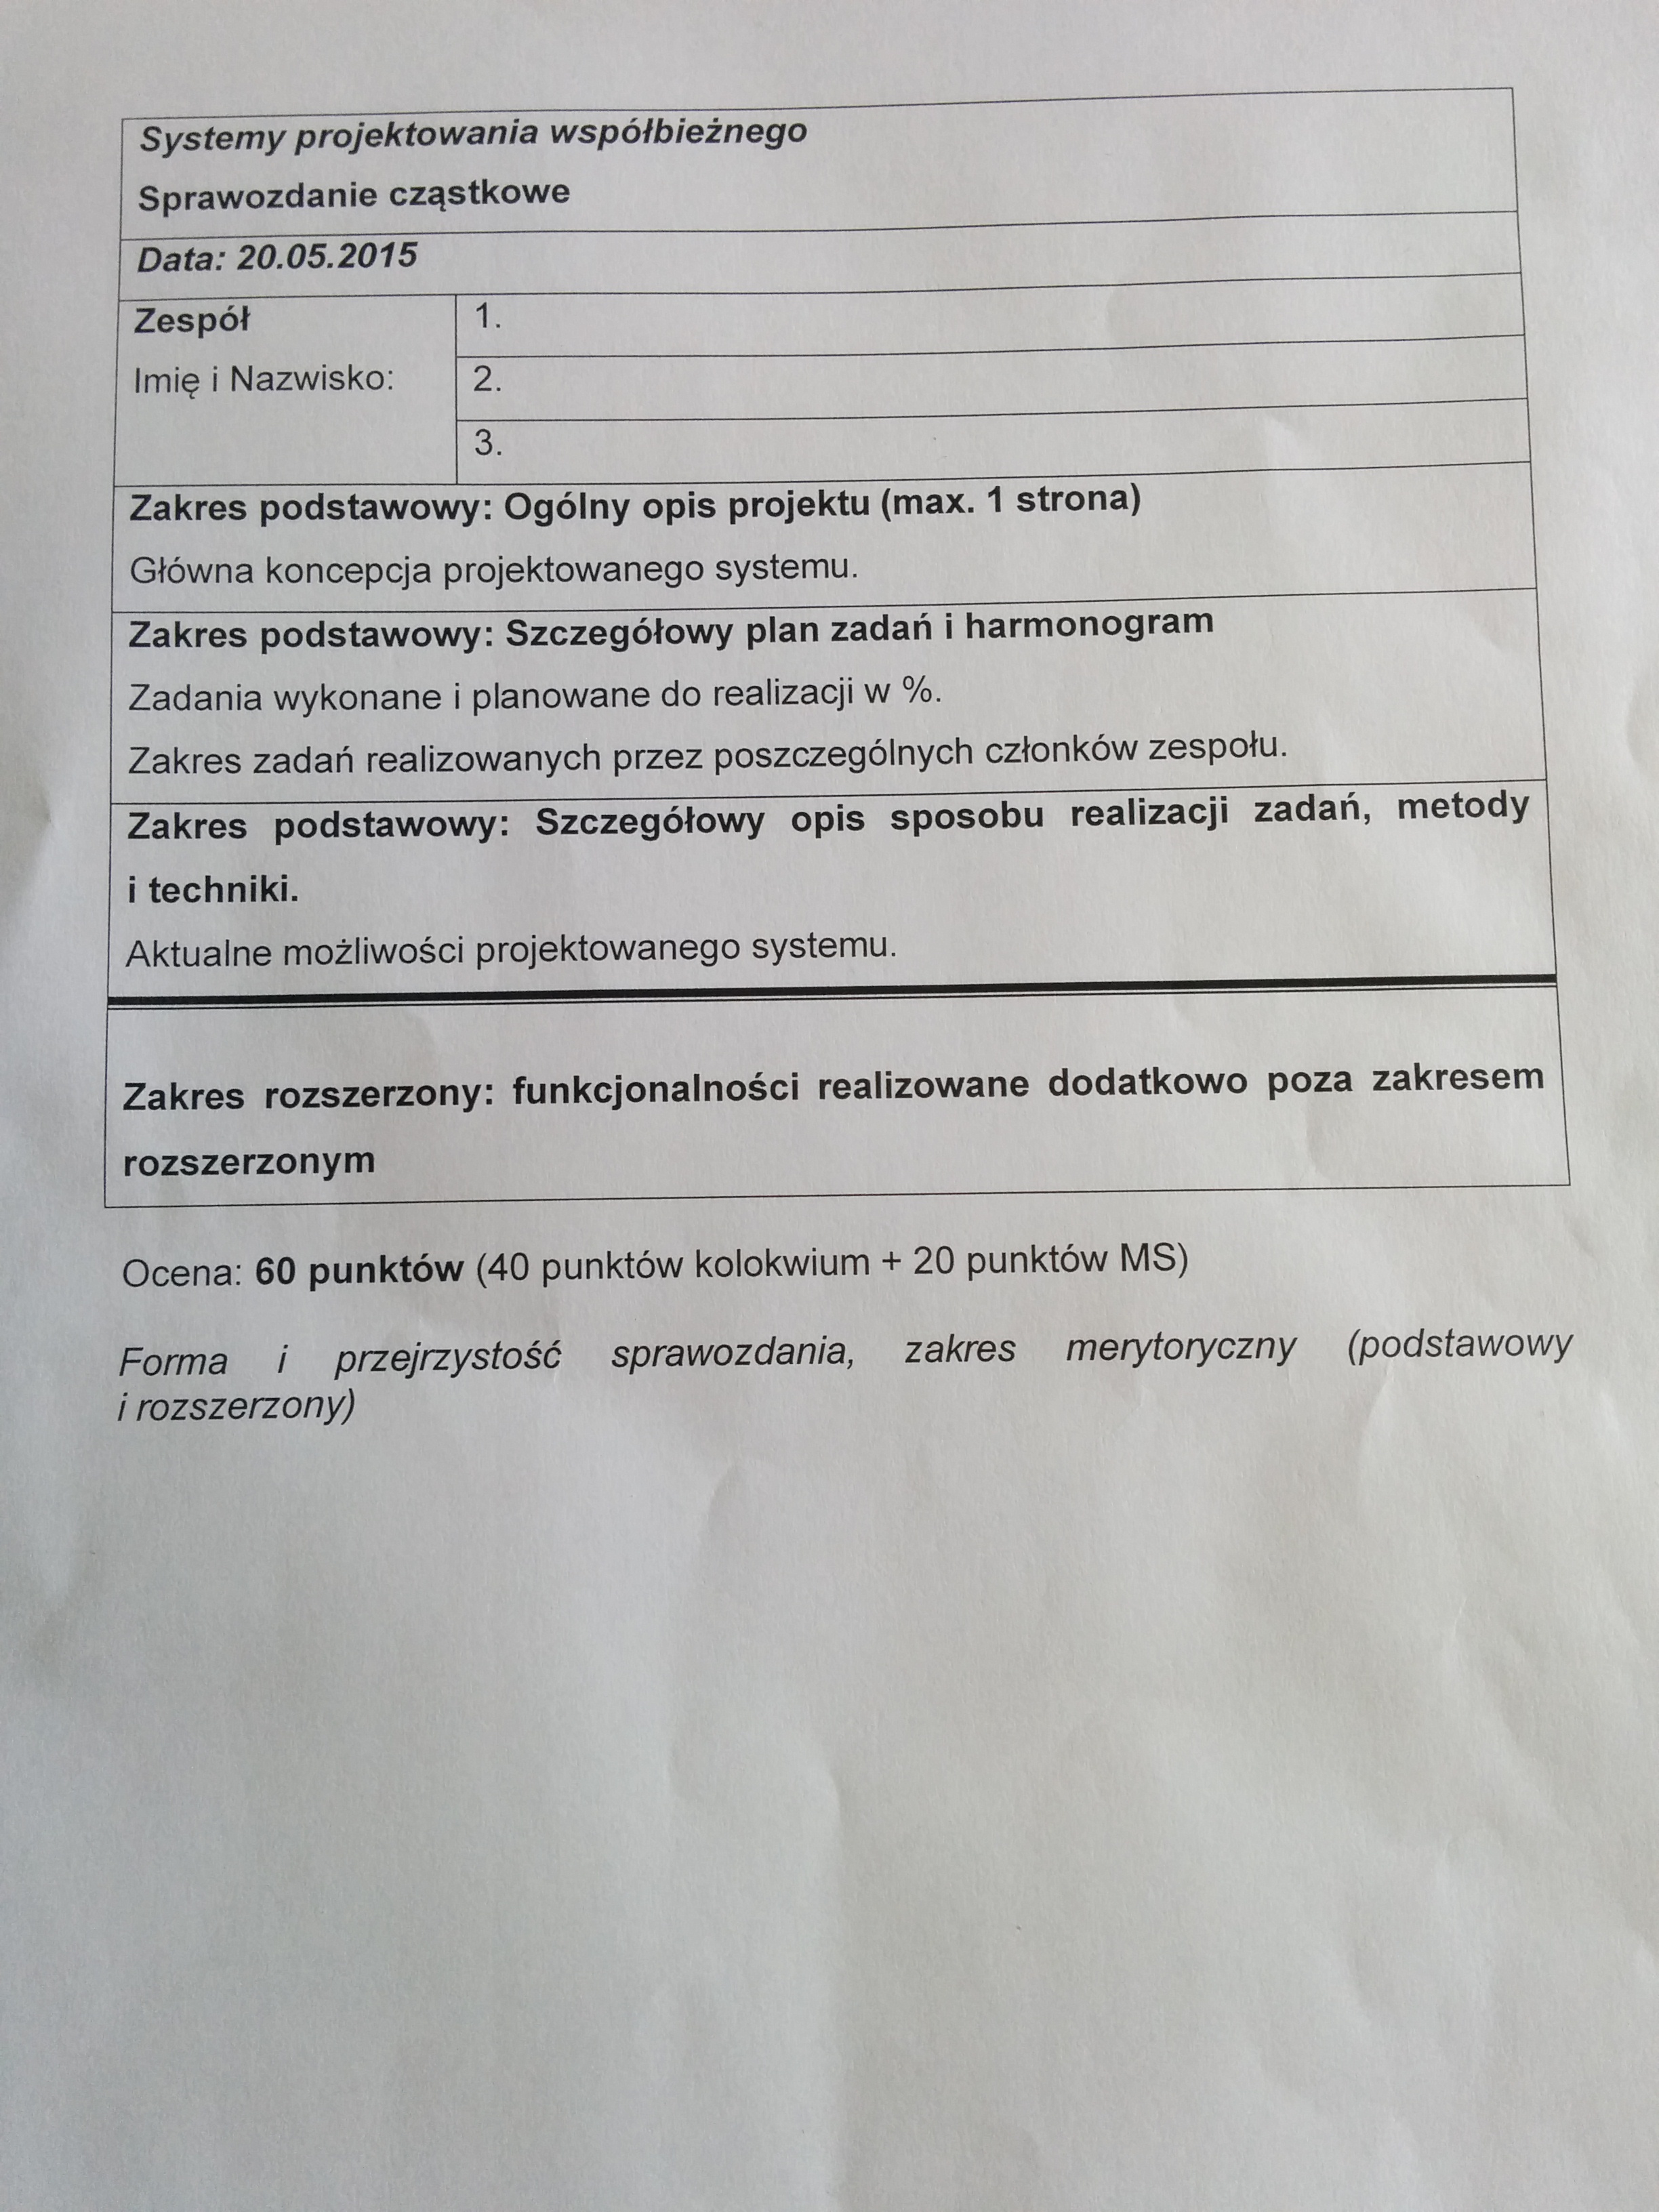 Systemy projektowania współbieżnego
Sprawozdanie cząstkowe
Data: 20.05.2015
Zespół
Imię i Nazwisko:
1.
2.
3.
Zakres podstawowy: Ogólny opis projektu (max. 1 strona)
Główna koncepcja projektowanego systemu.
Zakres podstawowy: Szczegółowy plan zadań i harmonogram
Zadania wykonane i planowane do realizacji w %.
Zakres zadań realizowanych przez poszczególnych członków zespołu.
Zakres podstawowy: Szczegółowy opis sposobu realizacji zadań, metody
i techniki.
Aktualne możliwości projektowanego systemu.
Zakres rozszerzony: funkcjonalności realizowane dodatkowo poza zakresem
rozszerzonym
Ocena: 60 punktów (40 punktów kolokwium + 20 punktów MS)
Forma i przejrzystość sprawozdania, zakres merytoryczny (podstawowy
i rozszerzony)